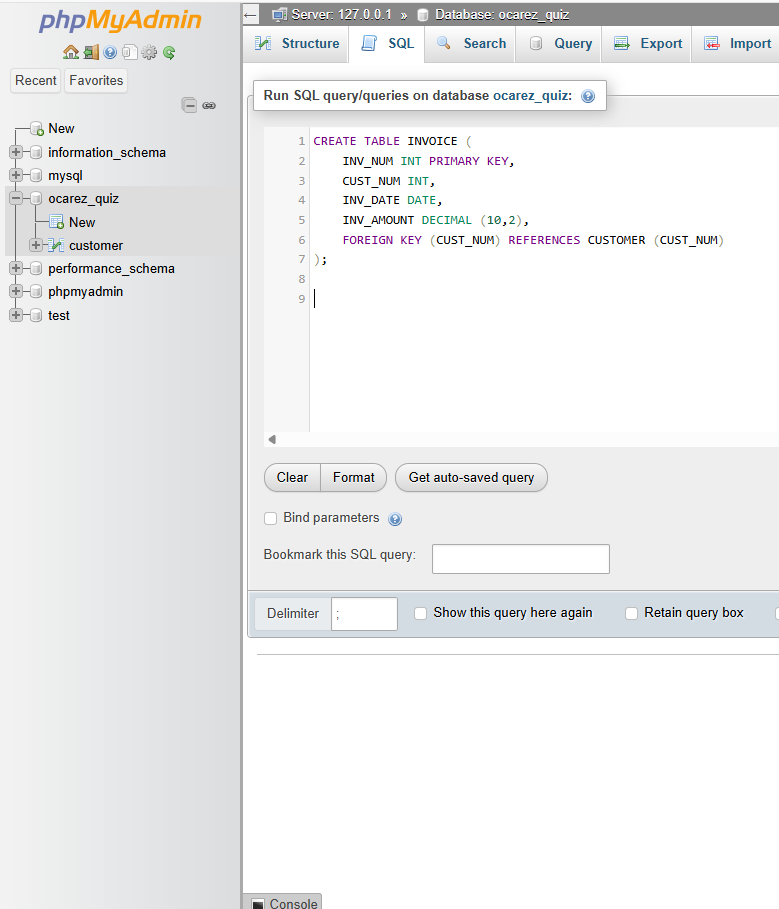 phpMyAdmin
Recent Favorites
New
information_schema
mysql
ocarez_quiz
New
customer
performance_schema
phpmyadmin
test
Server: 127.0.0.1 » Database: ocarez_quiz
Structure SQL Search Query Export Import
Run SQL query/queries on database ocarez_quiz:
1 CREATE TABLE INVOICE (
2 INV_NUM INT PRIMARY KEY,
3 CUST_NUM INT,
4 INV_DATE DATE,
5 INV_AMOUNT DECIMAL (10,2),
6 FOREIGN KEY (CUST_NUM) REFERENCES CUSTOMER (CUST_NUM)
7 );
8
9
Clear Format Get auto-saved query
Bind parameters
Bookmark this SQL query:
Delimiter ; Show this query here again Retain query box
Console